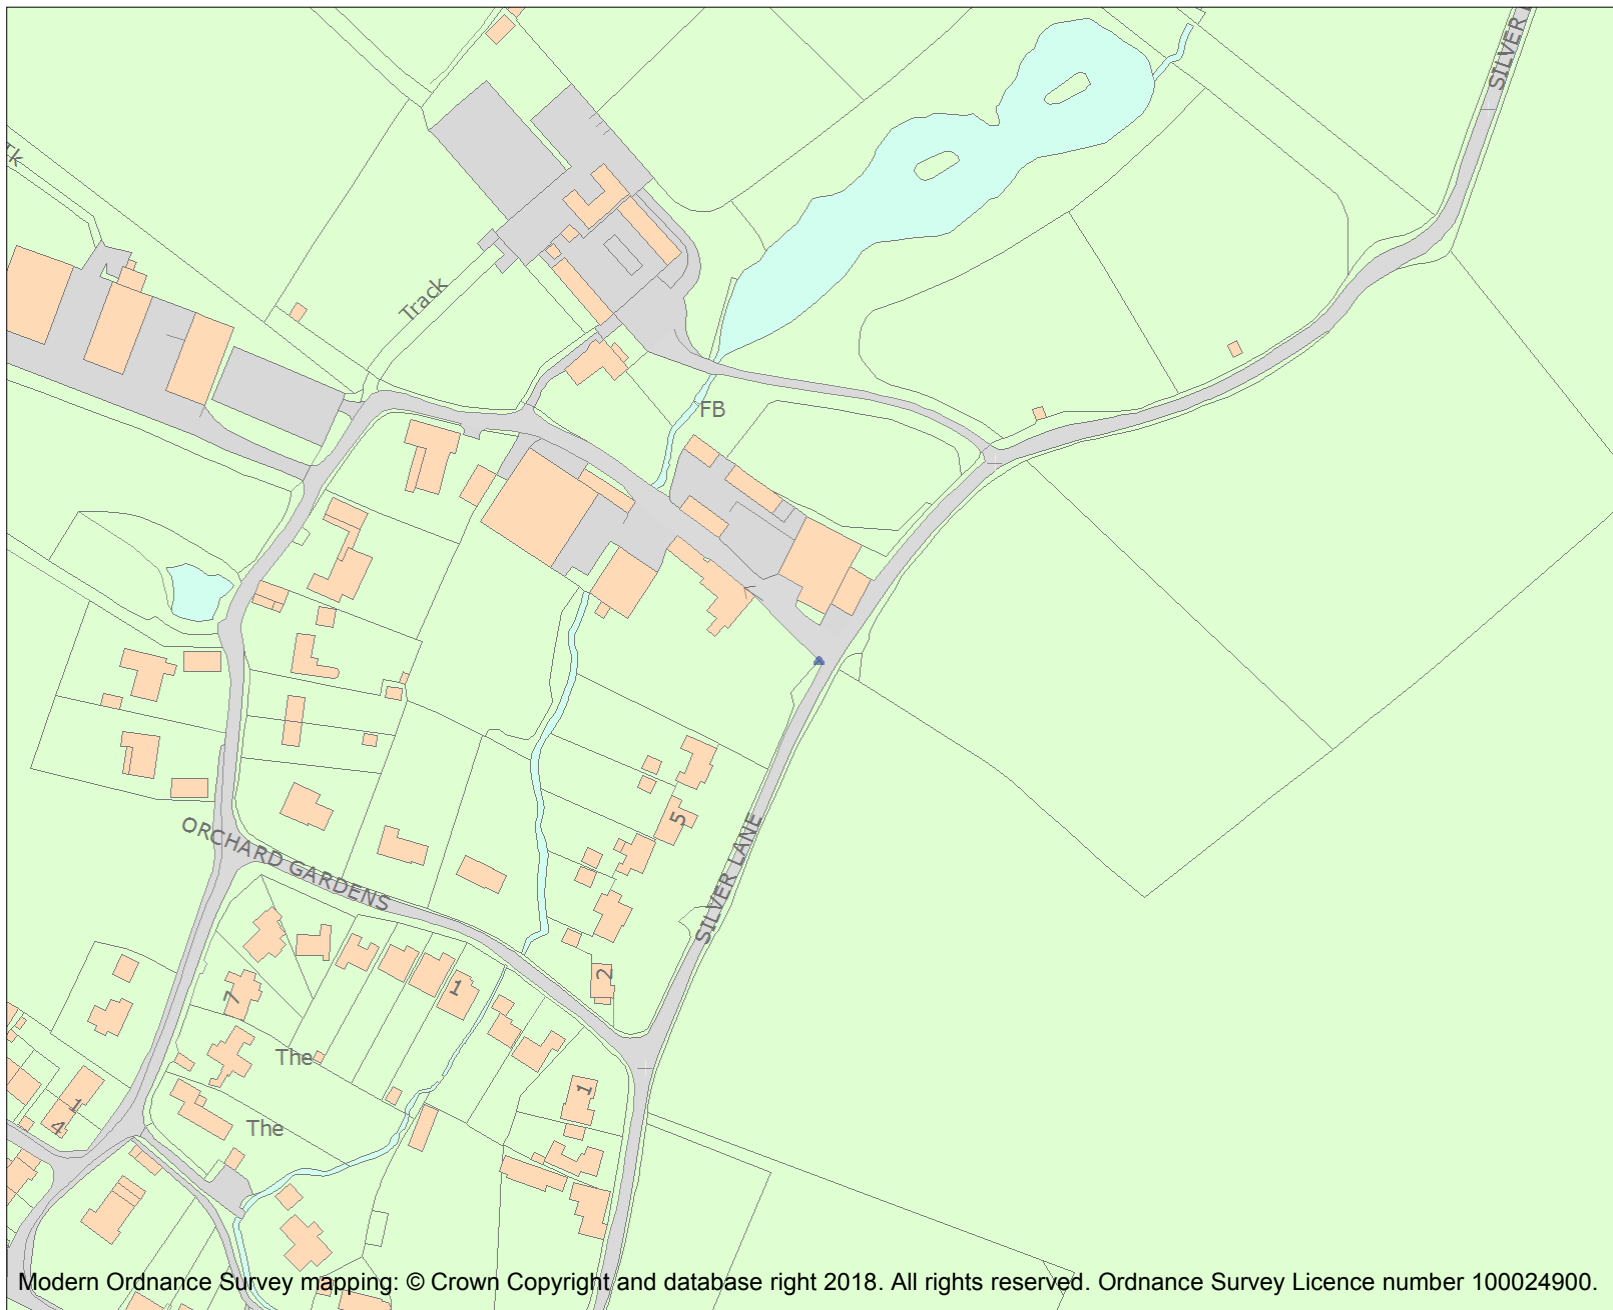 SILVER
Tk
Track
FB
ORCHARD GARDENS
5
SILVER LANE
2
7
1
The
1
1
4
The
Modern Ordnance Survey mapping: © Crown Copyright and database right 2018. All rights reserved. Ordnance Survey Licence number 100024900.